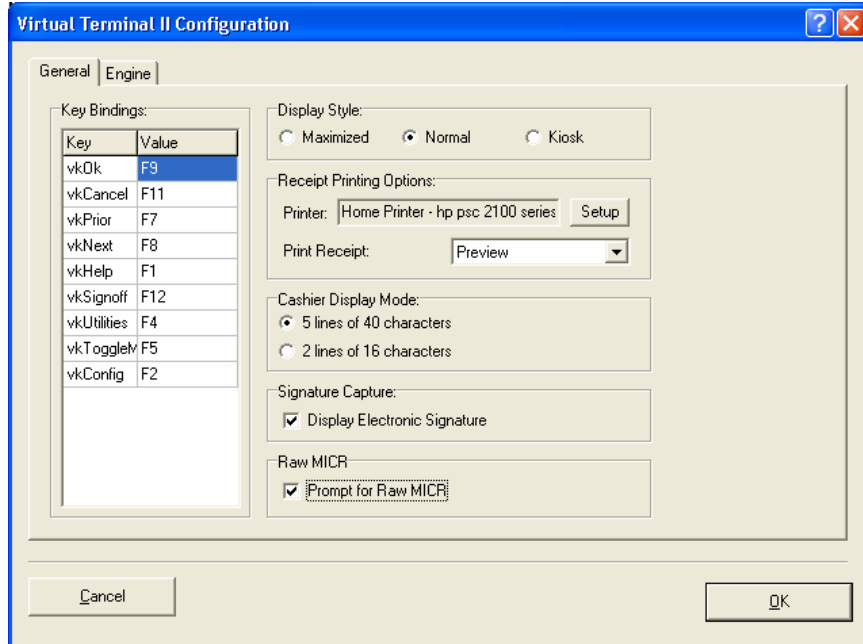 Virtual Terminal II Configuration
General Engine
Key Bindings:
Key Value
vkOk F9
vkCancel F11
vkPrior F7
vkNext F8
vkHelp F1
vkSignoff F12
vkUtilities F4
vkToggleM F5
vkConfig F2
Display Style:
Maximized Normal Kiosk
Receipt Printing Options:
Printer: Home Printer - hp psc 2100 series Setup
Print Receipt: Preview
Cashier Display Mode:
5 lines of 40 characters
2 lines of 16 characters
Signature Capture:
Display Electronic Signature
Raw MICR
Prompt for Raw MICR
Cancel OK